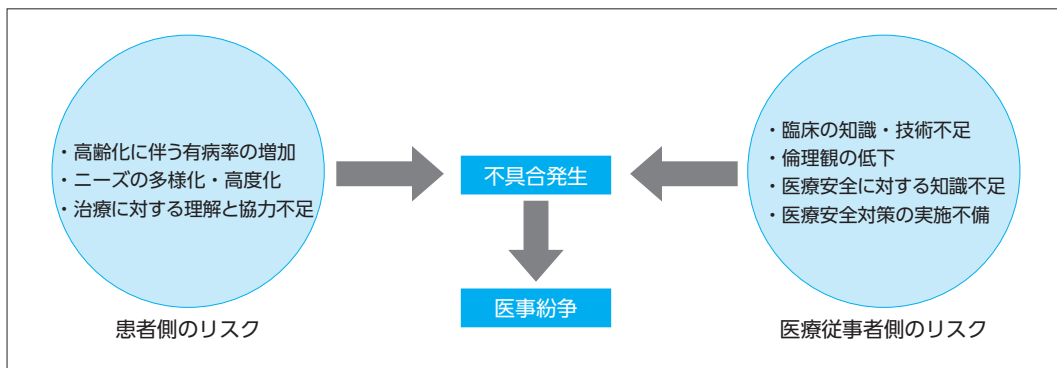 ・高齢化に伴う有病率の増加
・ニーズの多様化・高度化
・治療に対する理解と協力不足
患者側のリスク
不具合発生
医事紛争
・臨床の知識・技術不足
・倫理観の低下
・医療安全に対する知識不足
・医療安全対策の実施不備
医療従事者側のリスク